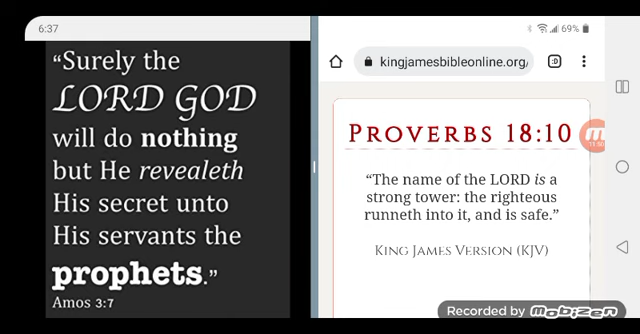 6:37
69%
“Surely the
LORD GOD
will do nothing
but He revealeth
His secret unto
His servants the
prophets.”
Amos 3:7
kingjamesbibleonline.org/
:D
Proverbs 18:10
“The name of the LORD is a
strong tower: the righteous
runneth into it, and is safe.”
King James Version (KJV)
Recorded by Mobizen